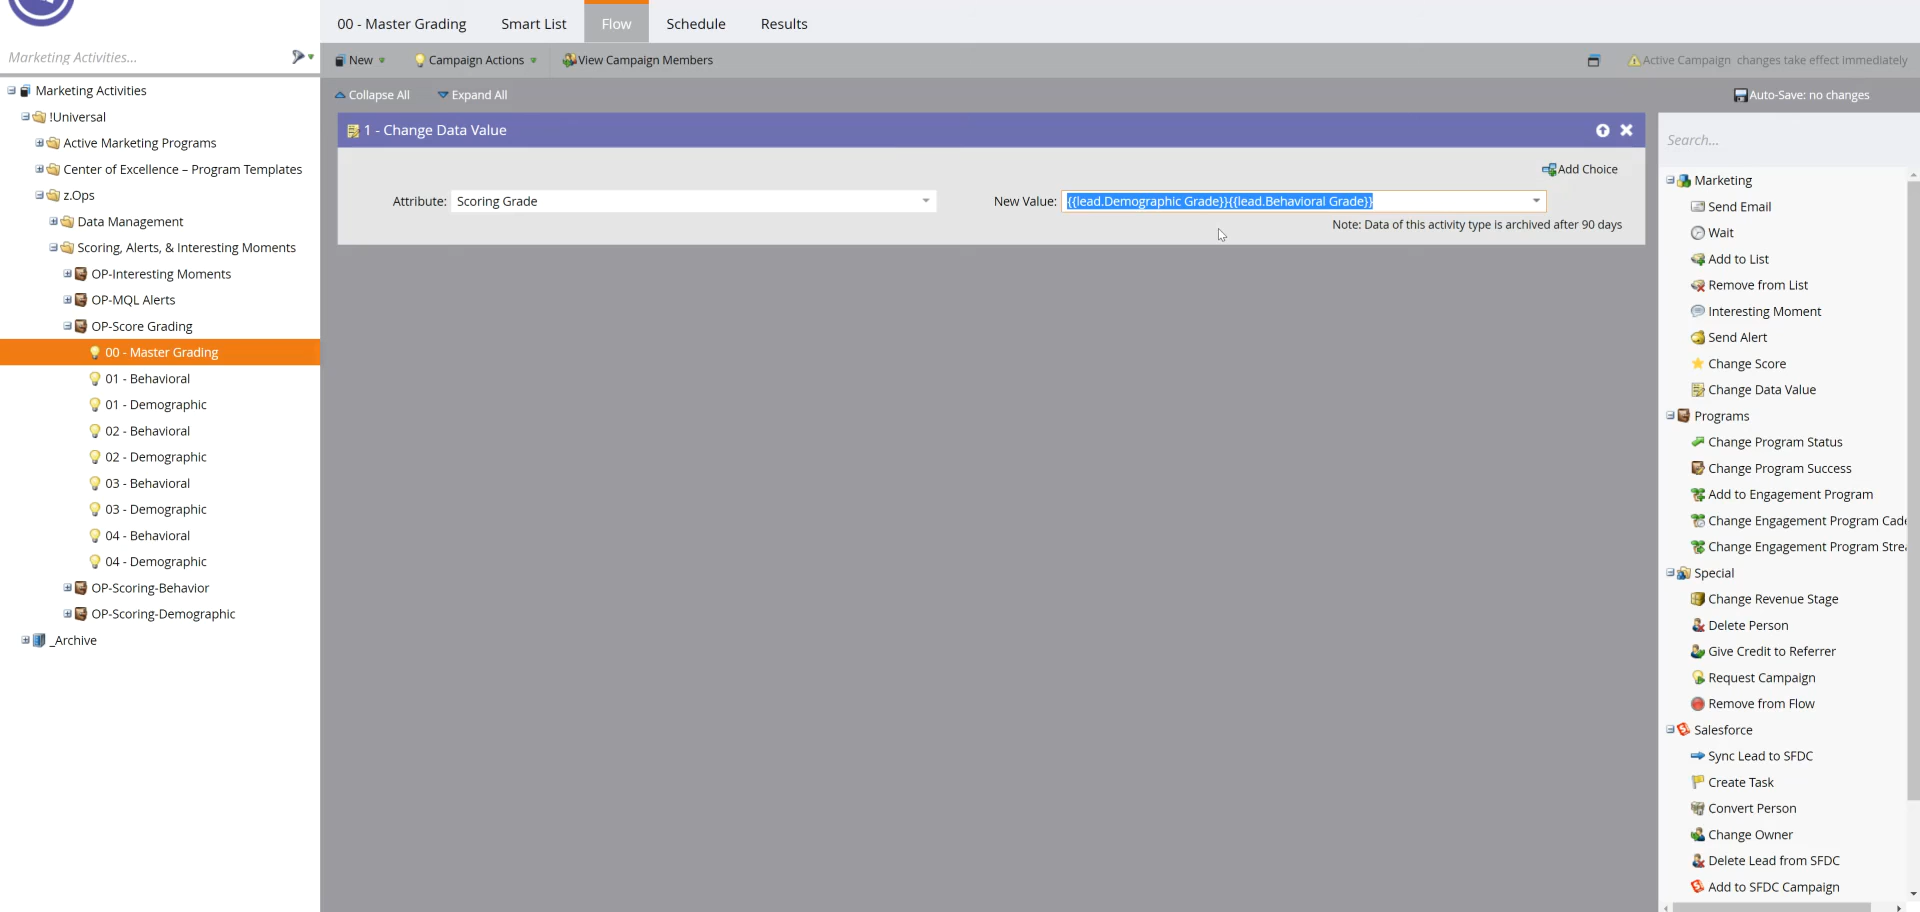 00 - Master Grading
Smart List
Flow
Schedule
Results
Marketing Activities...
New
Campaign Actions
View Campaign Members
Active Campaign changes take effect immediately
Collapse All
Expand All
Auto-Save: no changes
Marketing Activities
!Universal
Active Marketing Programs
Center of Excellence – Program Templates
z.Ops
Data Management
Scoring, Alerts, & Interesting Moments
OP-Interesting Moments
OP-MQL Alerts
OP-Score Grading
00 - Master Grading
01 - Behavioral
01 - Demographic
02 - Behavioral
02 - Demographic
03 - Behavioral
03 - Demographic
04 - Behavioral
04 - Demographic
OP-Scoring-Behavior
OP-Scoring-Demographic
_Archive
1 - Change Data Value
Add Choice
Attribute: Scoring Grade
New Value: {{lead.Demographic Grade}}{{lead.Behavioral Grade}}
Note: Data of this activity type is archived after 90 days
Search...
Marketing
Send Email
Wait
Add to List
Remove from List
Interesting Moment
Send Alert
Change Score
Change Data Value
Programs
Change Program Status
Change Program Success
Add to Engagement Program
Change Engagement Program Cade
Change Engagement Program Strea
Special
Change Revenue Stage
Delete Person
Give Credit to Referrer
Request Campaign
Remove from Flow
Salesforce
Sync Lead to SFDC
Create Task
Convert Person
Change Owner
Delete Lead from SFDC
Add to SFDC Campaign